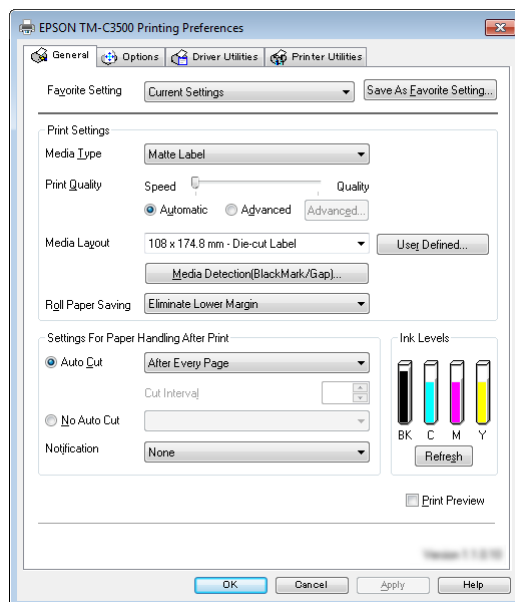 EPSON TM-C3500 Printing Preferences
General Options Driver Utilities Printer Utilities
Favorite Setting Current Settings Save As Favorite Setting...
Print Settings
Media Type Matte Label
Print Quality Speed Quality
Automatic Advanced Advanced...
Media Layout 108 x 174.8 mm - Die-cut Label User Defined...
Media Detection(BlackMark/Gap)...
Roll Paper Saving Eliminate Lower Margin
Settings For Paper Handling After Print Ink Levels
Auto Cut After Every Page
Cut Interval
No Auto Cut
BK C M Y
Notification None Refresh
Print Preview
OK Cancel Apply Help